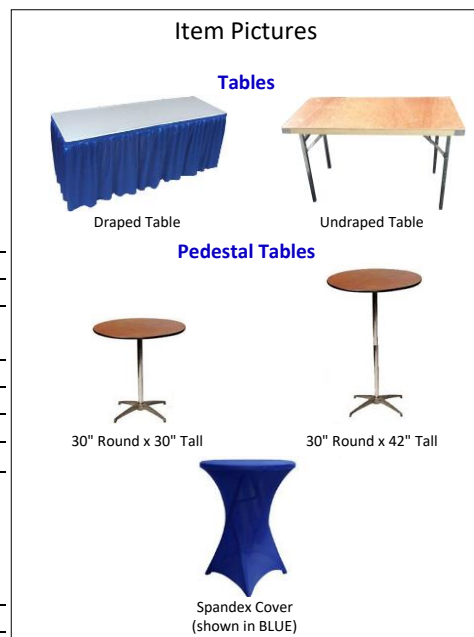 Item Pictures
Tables
Draped Table
Undraped Table
Pedestal Tables
30" Round x 30" Tall
30" Round x 42" Tall
Spandex Cover
(shown in BLUE)